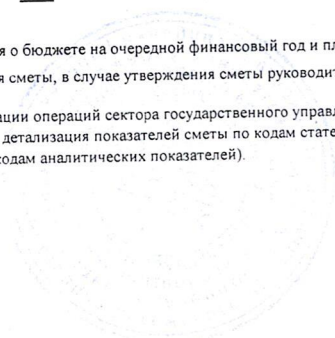 я о бюджете на очередной финансовый год и пл
я сметы, в случае утверждения сметы руководит
ации операций сектора государственного управл
детализация показателей сметы по кодам стате
кодам аналитических показателей).